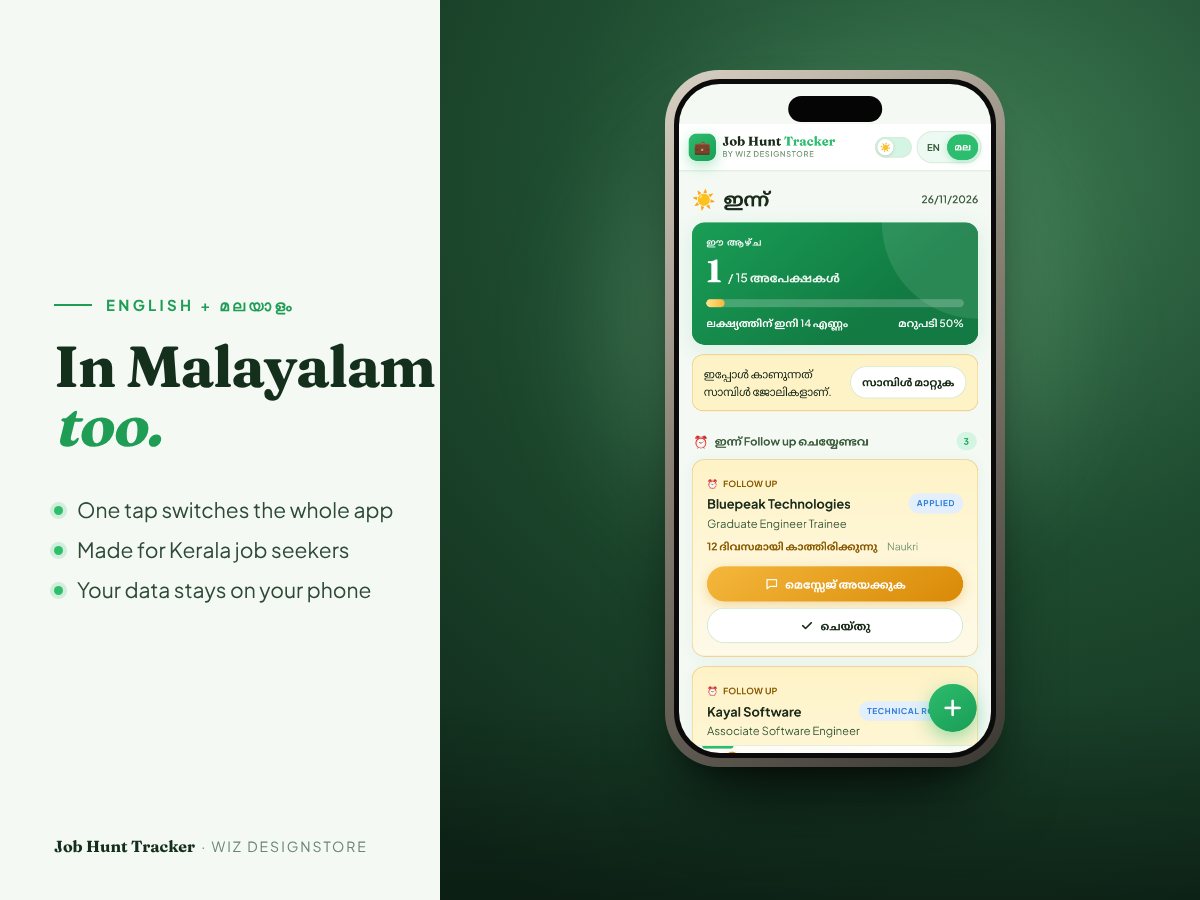 ENGLISH + മലയാളം
In Malayalam
too.
One tap switches the whole app
Made for Kerala job seekers
Your data stays on your phone
Job Hunt Tracker · WIZ DESIGNSTORE
Job Hunt Tracker
BY WIZ DESIGNSTORE
EN മല
ഇന്ന് 26/11/2026
ഈ ആഴ്ച
1 / 15 അപേക്ഷകൾ
ലക്ഷ്യത്തിന് ഇനി 14 എണ്ണം മറുപടി 50%
ഇപ്പോൾ കാണുന്നത്
സാമ്പിൾ ജോലികളാണ്.
സാമ്പിൾ മാറ്റുക
ഇന്ന് Follow up ചെയ്യേണ്ടവ 3
FOLLOW UP
Bluepeak Technologies APPLIED
Graduate Engineer Trainee
12 ദിവസമായി കാത്തിരിക്കുന്നു Naukri
മെസ്സേജ് അയക്കുക
ചെയ്തു
FOLLOW UP
Kayal Software TECHNICAL
Associate Software Engineer